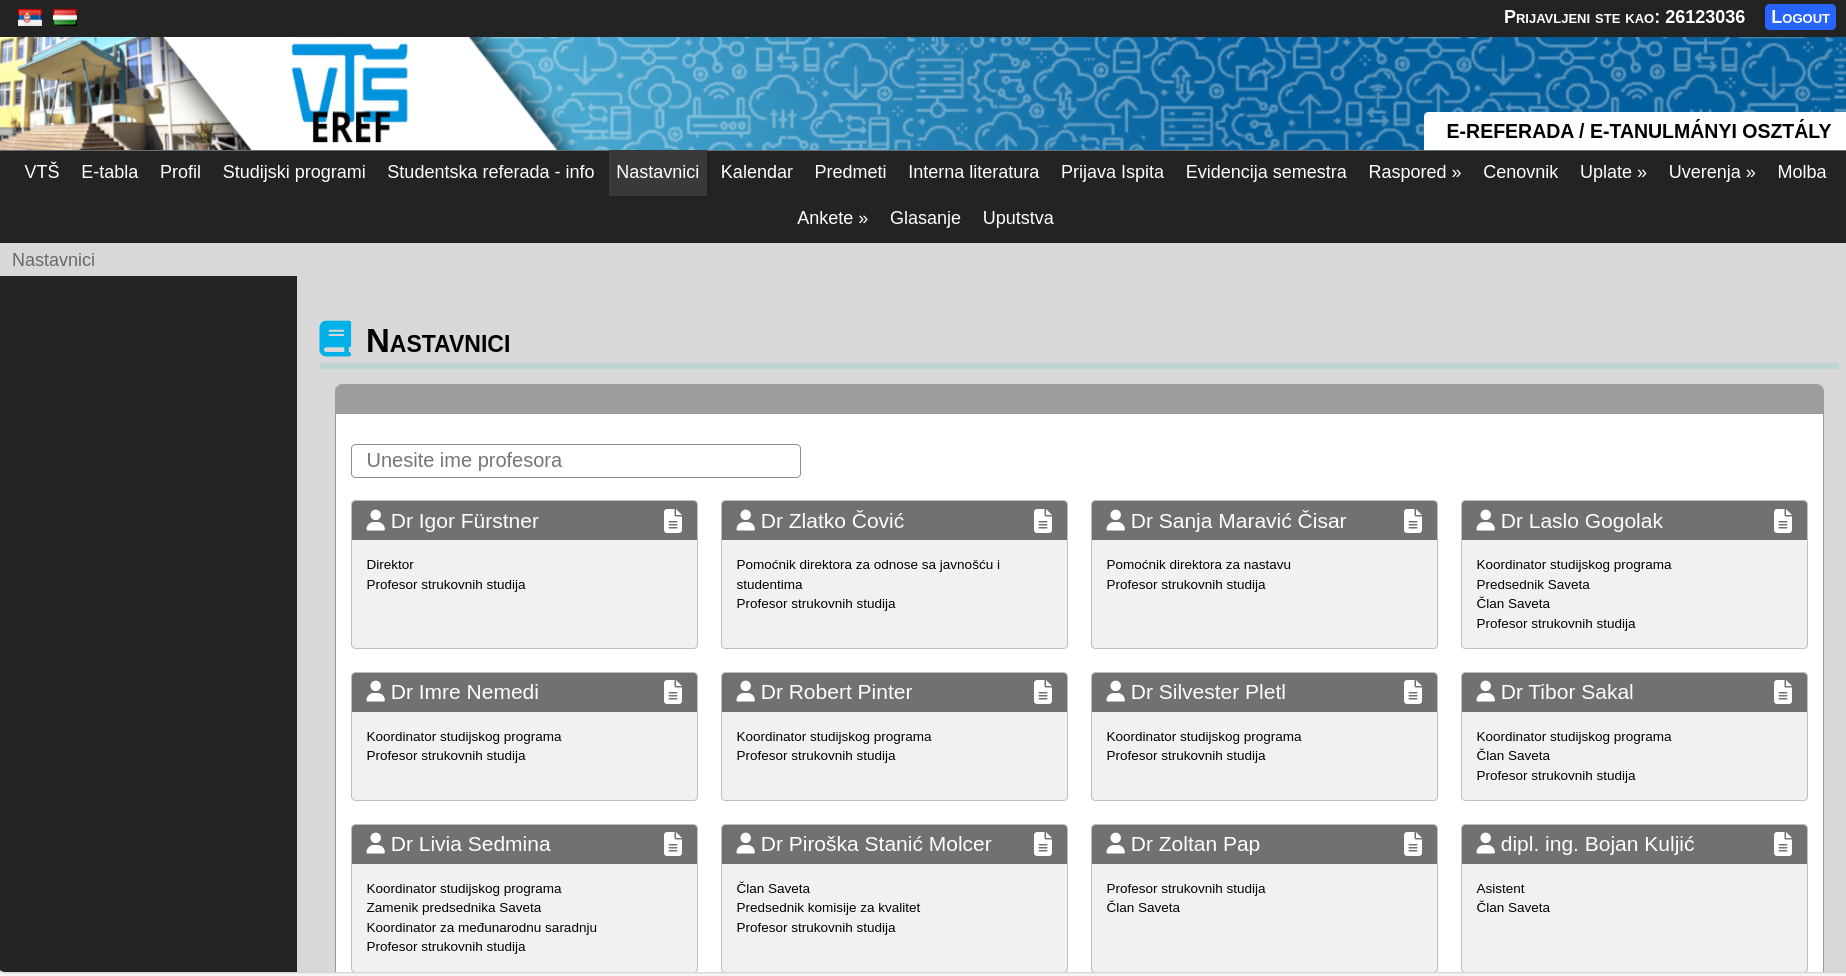 Prijavljeni ste kao: 26123036
Logout
VTŠ
EREF
E-REFERADA / E-TANULMÁNYI OSZTÁLY
VTŠ E-tabla Profil Studijski programi Studentska referada - info Nastavnici Kalendar Predmeti Interna literatura Prijava Ispita Evidencija semestra Raspored » Cenovnik Uplate » Uverenja » Molba
Ankete » Glasanje Uputstva
Nastavnici
Nastavnici
Unesite ime profesora
Dr Igor Fürstner
Direktor
Profesor strukovnih studija
Dr Zlatko Čović
Pomoćnik direktora za odnose sa javnošću i
studentima
Profesor strukovnih studija
Dr Sanja Maravić Čisar
Pomoćnik direktora za nastavu
Profesor strukovnih studija
Dr Laslo Gogolak
Koordinator studijskog programa
Predsednik Saveta
Član Saveta
Profesor strukovnih studija
Dr Imre Nemedi
Koordinator studijskog programa
Profesor strukovnih studija
Dr Robert Pinter
Koordinator studijskog programa
Profesor strukovnih studija
Dr Silvester Pletl
Koordinator studijskog programa
Profesor strukovnih studija
Dr Tibor Sakal
Koordinator studijskog programa
Član Saveta
Profesor strukovnih studija
Dr Livia Sedmina
Koordinator studijskog programa
Zamenik predsednika Saveta
Koordinator za međunarodnu saradnju
Profesor strukovnih studija
Dr Piroška Stanić Molcer
Član Saveta
Predsednik komisije za kvalitet
Profesor strukovnih studija
Dr Zoltan Pap
Profesor strukovnih studija
Član Saveta
dipl. ing. Bojan Kuljić
Asistent
Član Saveta